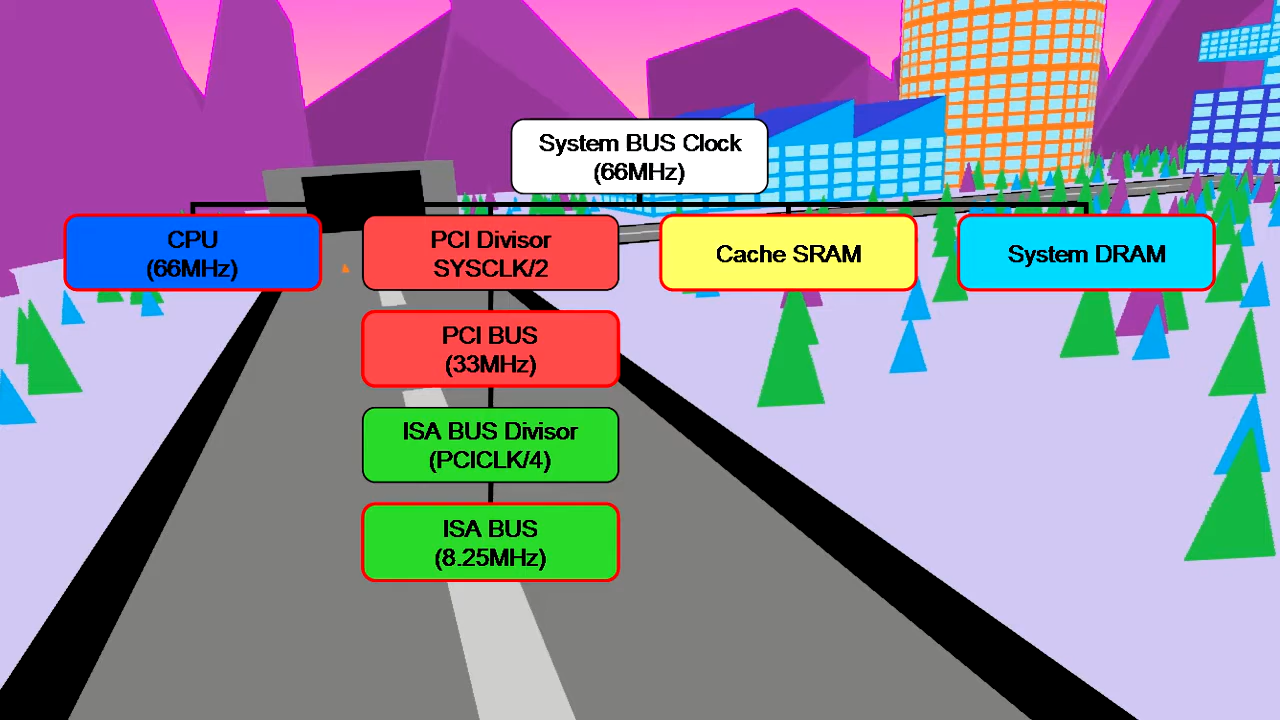 System BUS Clock
(66MHz)
CPU
(66MHz)
PCI Divisor
SYSCLK/2
Cache SRAM
System DRAM
PCI BUS
(33MHz)
ISA BUS Divisor
(PCICLK/4)
ISA BUS
(8.25MHz)